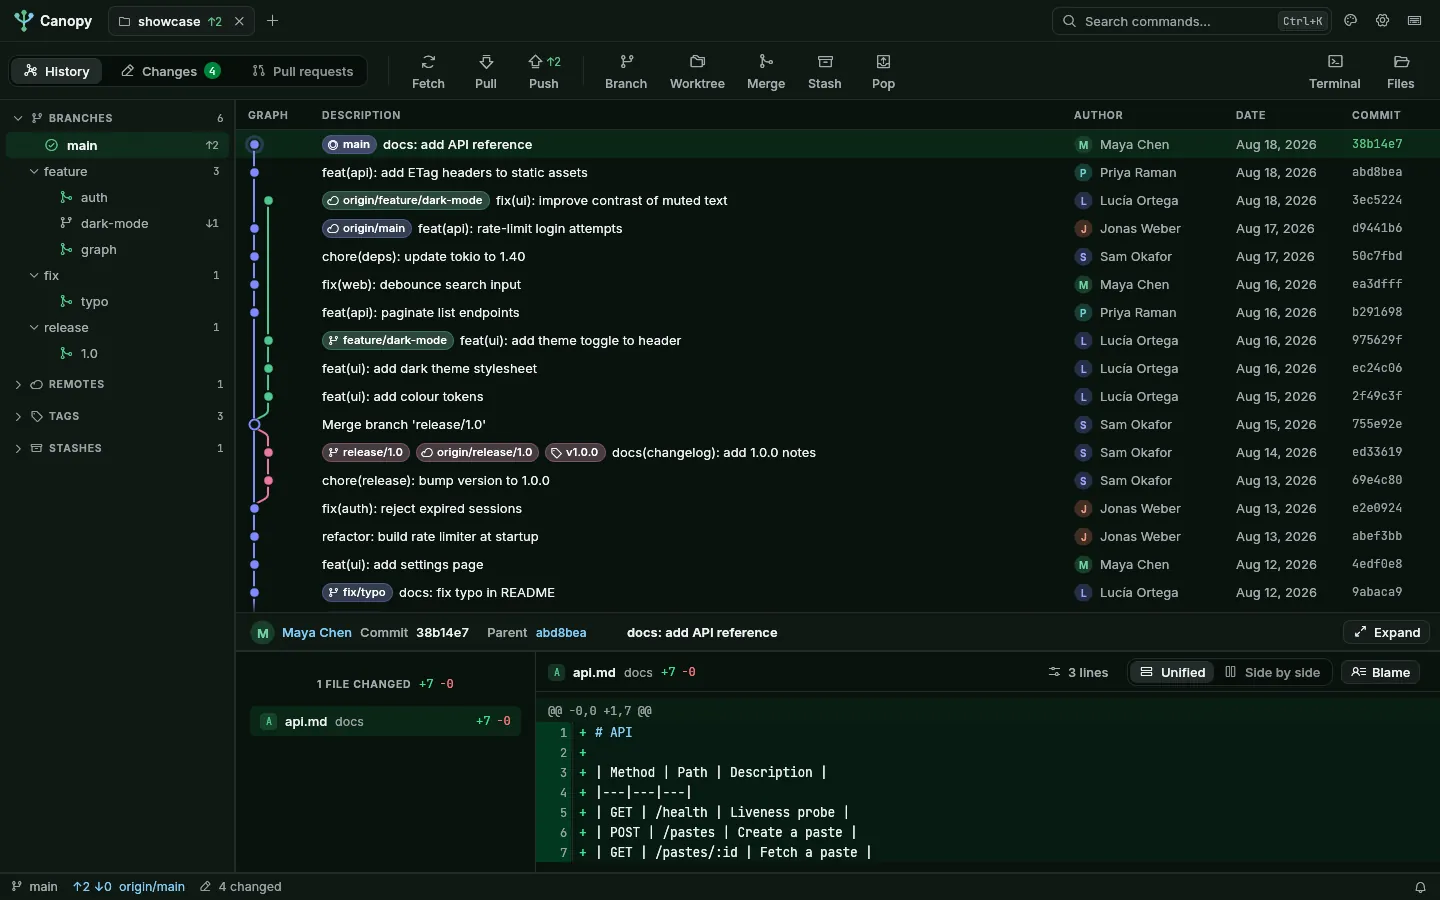 Canopy showcase ↑2 Search commands... Ctrl+K
History Changes 4 Pull requests Fetch Pull ↑2 Push Branch Worktree Merge Stash Pop Terminal Files
BRANCHES 6
main ↑2
feature 3
auth
dark-mode ↓1
graph
fix 1
typo
release 1
1.0
REMOTES 1
TAGS 3
STASHES 1
GRAPH DESCRIPTION AUTHOR DATE COMMIT
main docs: add API reference M Maya Chen Aug 18, 2026 38b14e7
feat(api): add ETag headers to static assets P Priya Raman Aug 18, 2026 abd8bea
origin/feature/dark-mode fix(ui): improve contrast of muted text L Lucía Ortega Aug 18, 2026 3ec5224
origin/main feat(api): rate-limit login attempts J Jonas Weber Aug 17, 2026 d9441b6
chore(deps): update tokio to 1.40 S Sam Okafor Aug 17, 2026 50c7fbd
fix(web): debounce search input M Maya Chen Aug 16, 2026 ea3dfff
feat(api): paginate list endpoints P Priya Raman Aug 16, 2026 b291698
feature/dark-mode feat(ui): add theme toggle to header L Lucía Ortega Aug 16, 2026 975629f
feat(ui): add dark theme stylesheet L Lucía Ortega Aug 15, 2026 ec24c06
feat(ui): add colour tokens L Lucía Ortega Aug 15, 2026 2f49c3f
Merge branch 'release/1.0' S Sam Okafor Aug 15, 2026 755e92e
release/1.0 origin/release/1.0 v1.0.0 docs(changelog): add 1.0.0 notes S Sam Okafor Aug 14, 2026 ed33619
chore(release): bump version to 1.0.0 S Sam Okafor Aug 13, 2026 69e4c80
fix(auth): reject expired sessions J Jonas Weber Aug 13, 2026 e2e0924
refactor: build rate limiter at startup J Jonas Weber Aug 13, 2026 abef3bb
feat(ui): add settings page M Maya Chen Aug 12, 2026 4edf0e8
fix/typo docs: fix typo in README L Lucía Ortega Aug 12, 2026 9abaca9
M Maya Chen Commit 38b14e7 Parent abd8bea docs: add API reference Expand
1 FILE CHANGED +7 -0
A api.md docs +7 -0
A api.md docs +7 -0 3 lines Unified Side by side Blame
@@ -0,0 +1,7 @@
1 + # API
2 +
3 + | Method | Path | Description |
4 + |---|---|---|
5 + | GET | /health | Liveness probe |
6 + | POST | /pastes | Create a paste |
7 + | GET | /pastes/:id | Fetch a paste |
main ↑2 ↓0 origin/main 4 changed